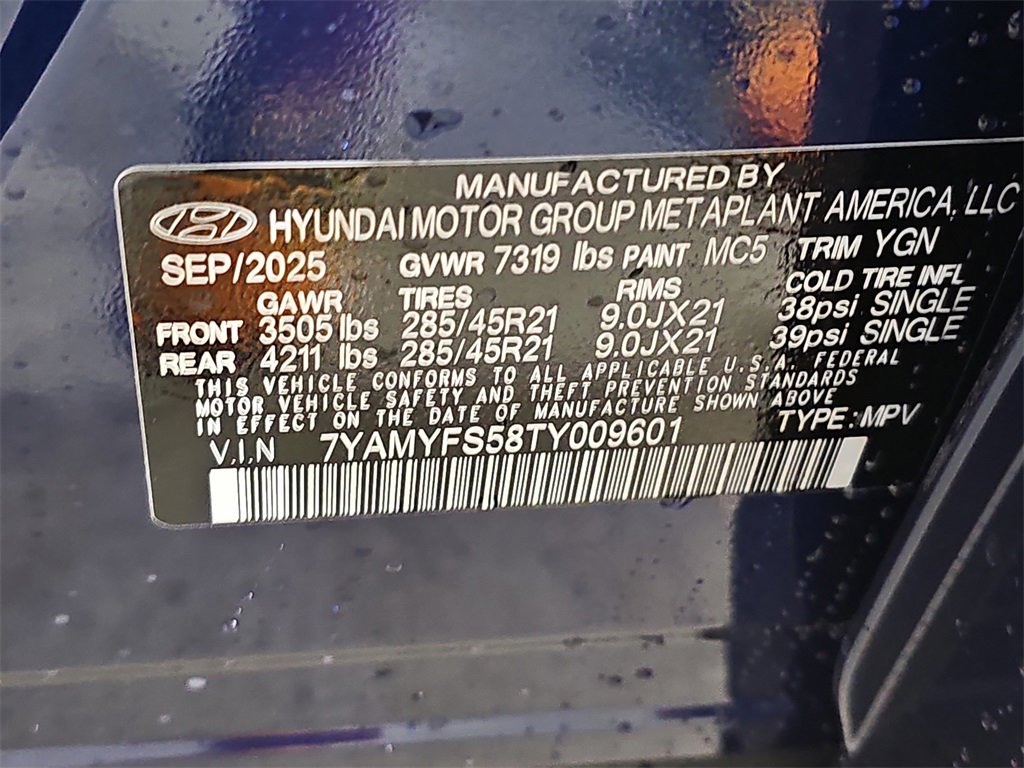 MANUFACTURED BY
HYUNDAI MOTOR GROUP METAPLANT AMERICA, LLC
SEP/2025 GVWR 7319 lbs PAINT MC5 TRIM YGN
GAWR TIRES RIMS COLD TIRE INFL
FRONT 3505 lbs 285/45R21 9.0JX21 38psi SINGLE
REAR 4211 lbs 285/45R21 9.0JX21 39psi SINGLE
THIS VEHICLE CONFORMS TO ALL APPLICABLE U.S.A. FEDERAL
MOTOR VEHICLE SAFETY AND THEFT PREVENTION STANDARDS
IN EFFECT ON THE DATE OF MANUFACTURE SHOWN ABOVE
V.I.N 7YAMYFS58TY009601 TYPE: MPV